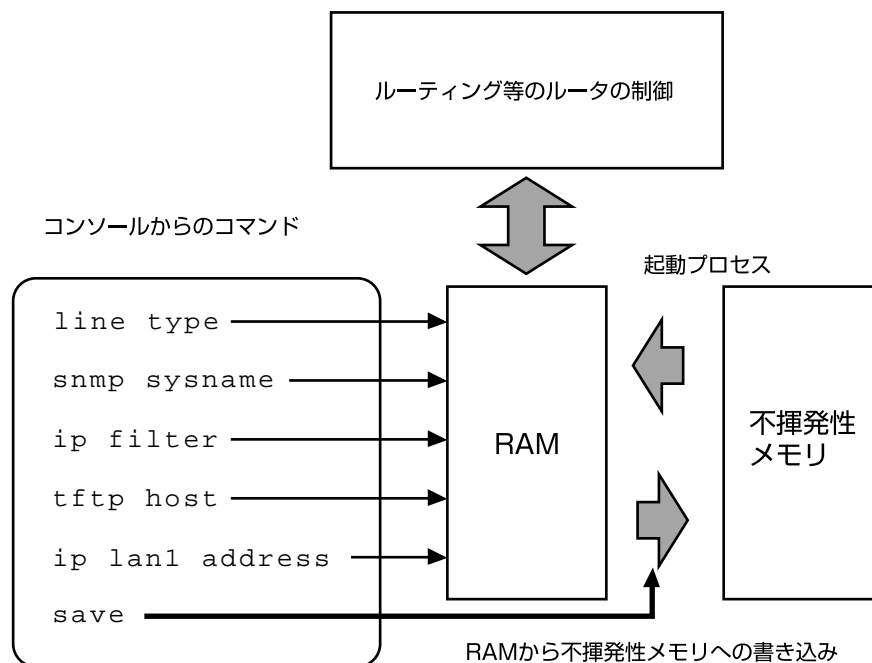 ルーティング等のルータの制御
コンソールからのコマンド
起動プロセス
line type
snmp sysname
ip filter
tftp host
ip lan1 address
save
RAM
不揮発性
メモリ
RAMから不揮発性メモリへの書き込み